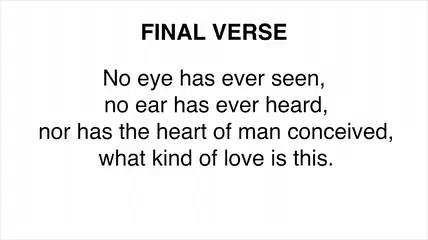 FINAL VERSE
No eye has ever seen,
no ear has ever heard,
nor has the heart of man conceived,
what kind of love is this.